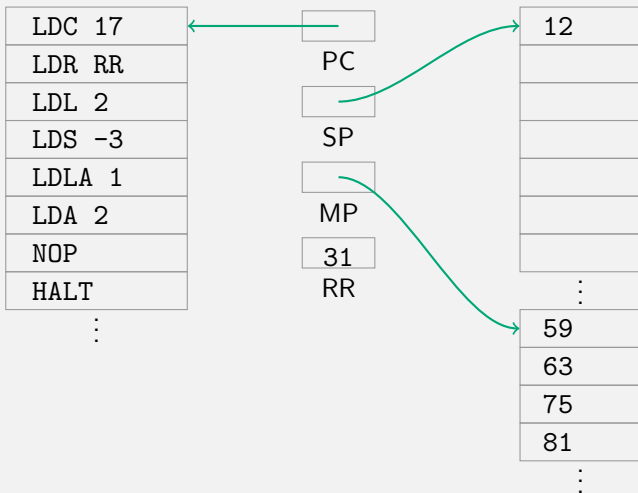 LDC 17
LDR RR
LDL 2
LDS -3
LDLA 1
LDA 2
NOP
HALT
⋮
PC
SP
MP
31
RR
12
⋮
59
63
75
81
⋮